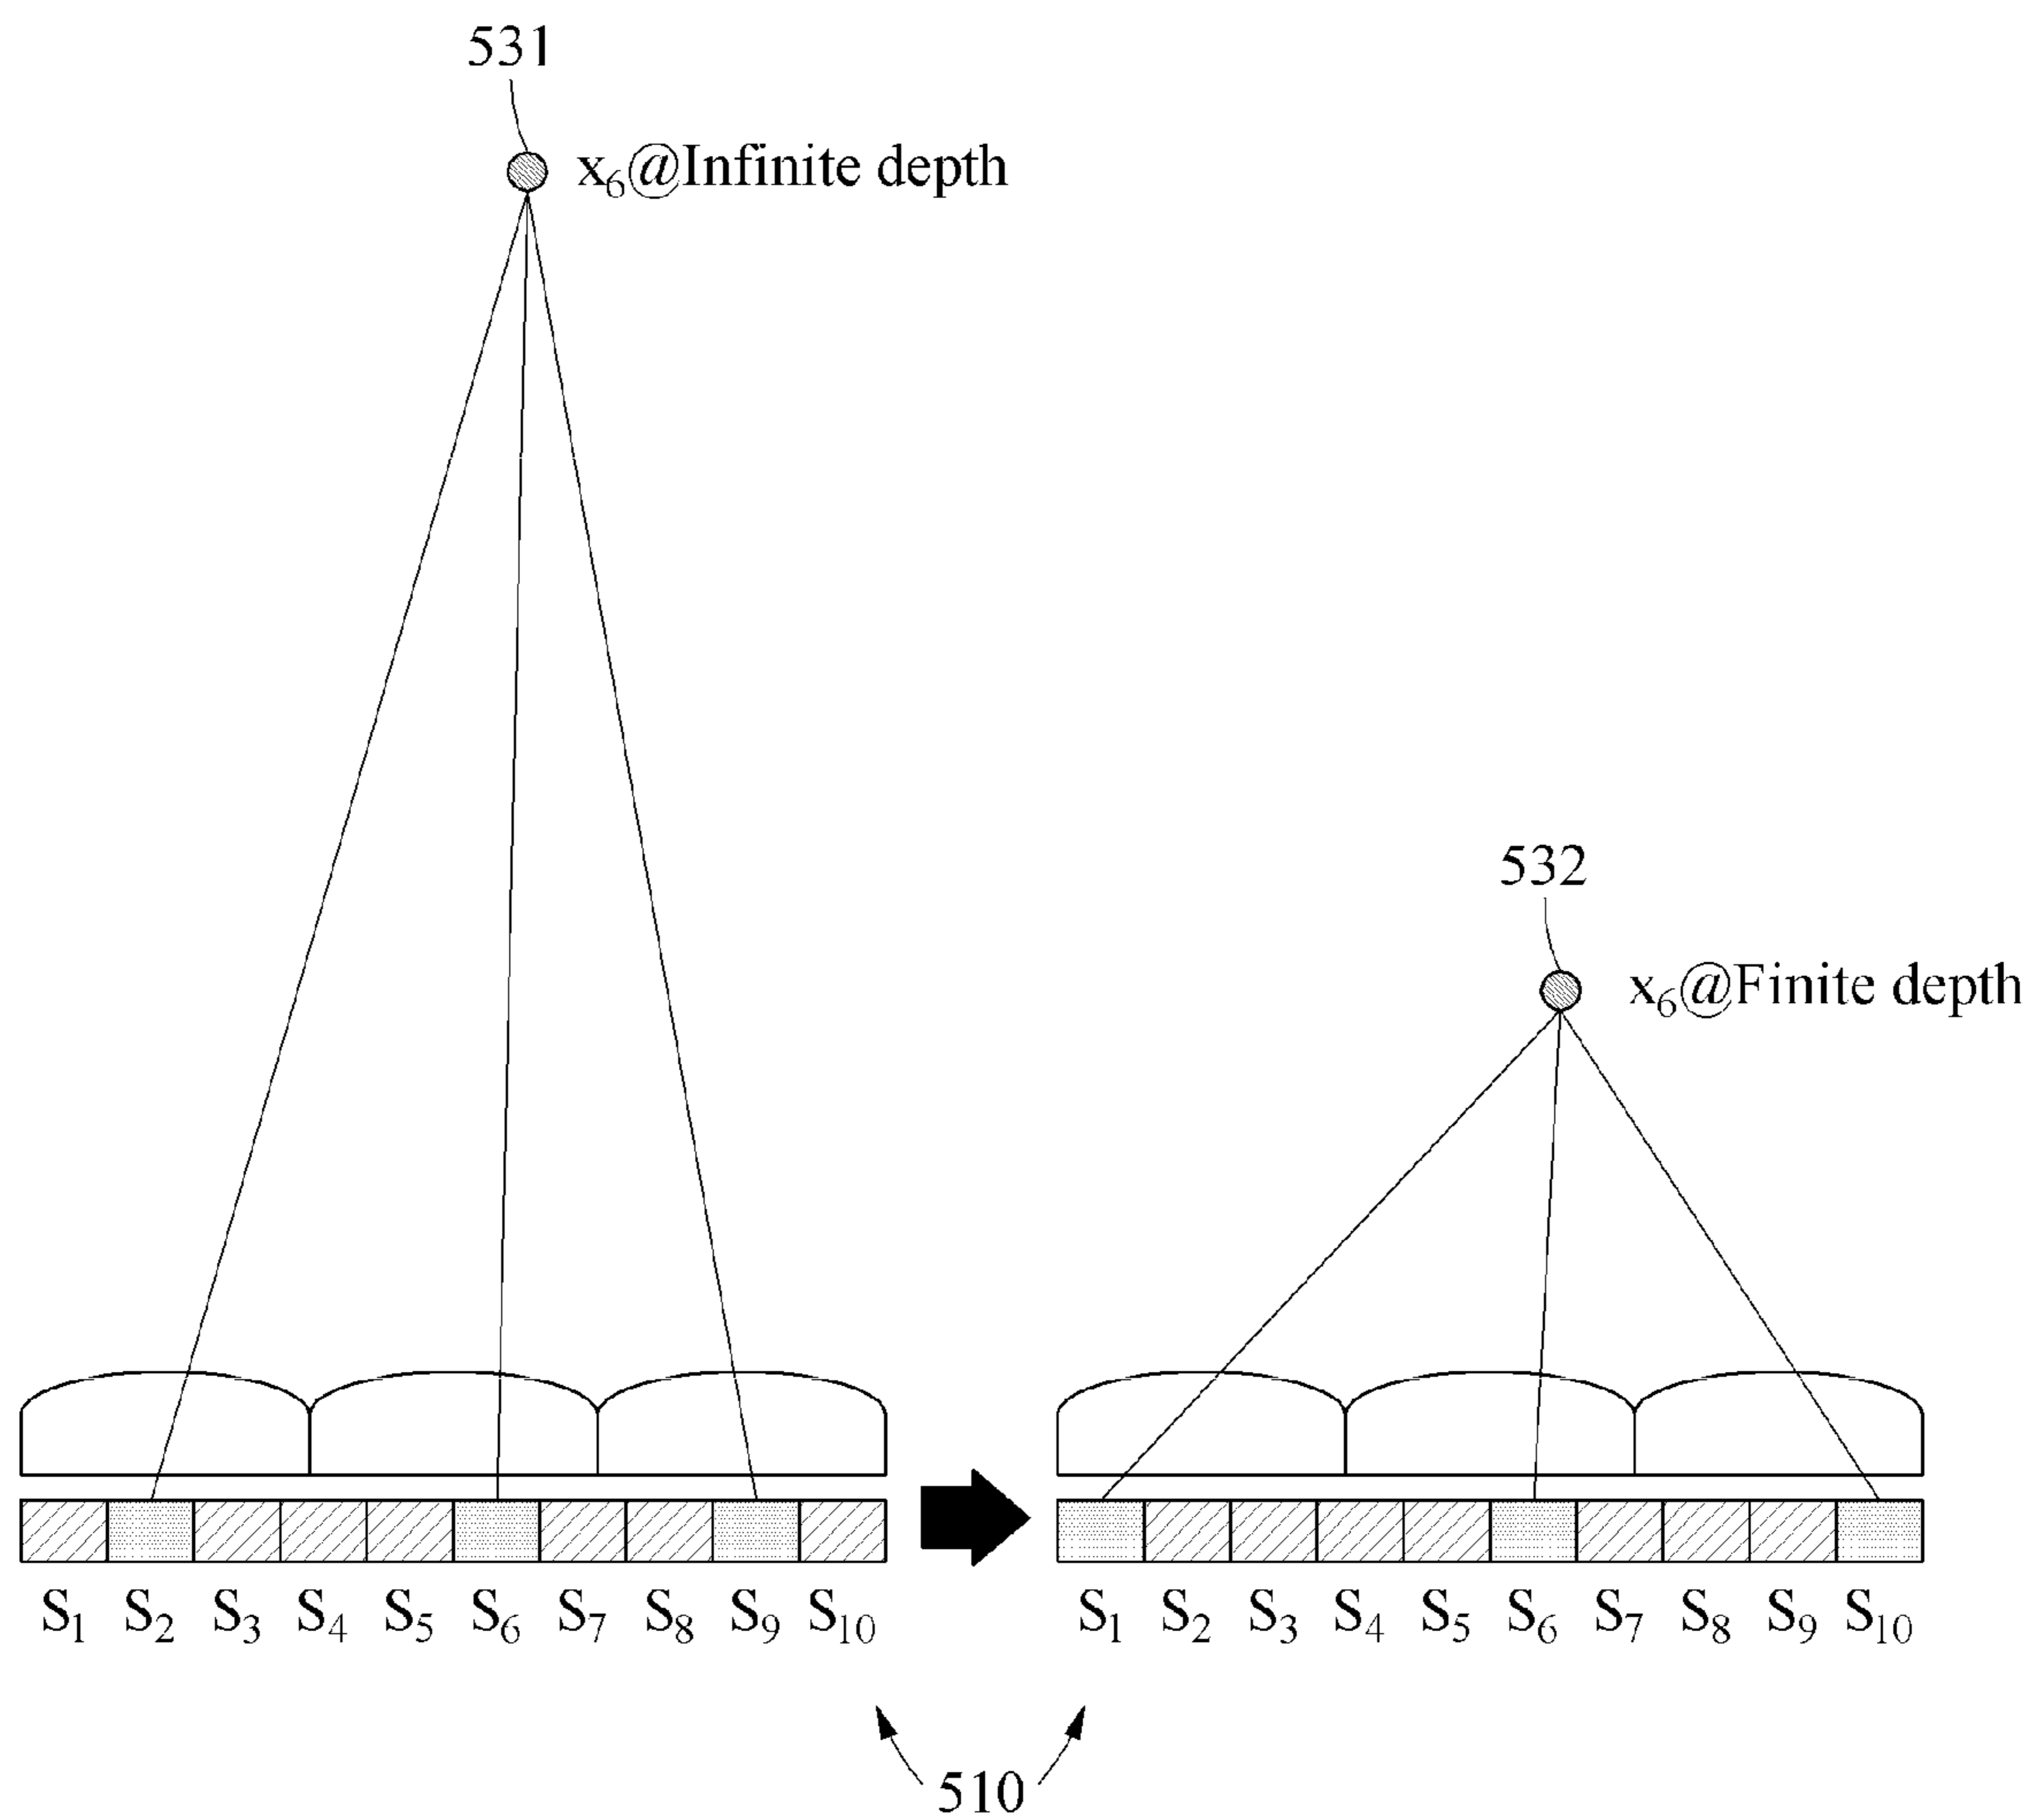 531
x₆@Infinite depth
532
x₆@Finite depth
S₁ S₂ S₃ S₄ S₅ S₆ S₇ S₈ S₉ S₁₀
S₁ S₂ S₃ S₄ S₅ S₆ S₇ S₈ S₉ S₁₀
510